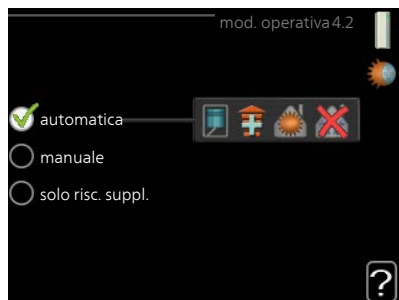 mod. operativa 4.2
automatica
manuale
solo risc. suppl.
?